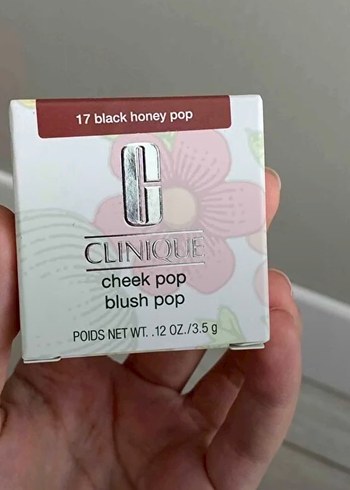 17 black honey pop
CLINIQUE
cheek pop
blush pop
POIDS NET WT. .12 OZ./3.5 g